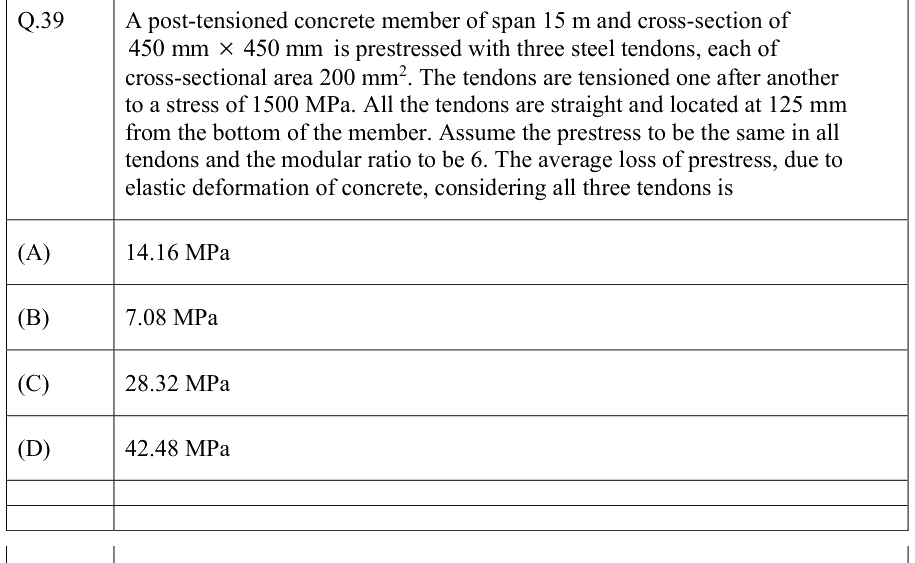 Q.39
A post-tensioned concrete member of span 15 m and cross-section of
450 mm × 450 mm is prestressed with three steel tendons, each of
cross-sectional area 200 mm². The tendons are tensioned one after another
to a stress of 1500 MPa. All the tendons are straight and located at 125 mm
from the bottom of the member. Assume the prestress to be the same in all
tendons and the modular ratio to be 6. The average loss of prestress, due to
elastic deformation of concrete, considering all three tendons is
(A) 14.16 MPa
(B) 7.08 MPa
(C) 28.32 MPa
(D) 42.48 MPa